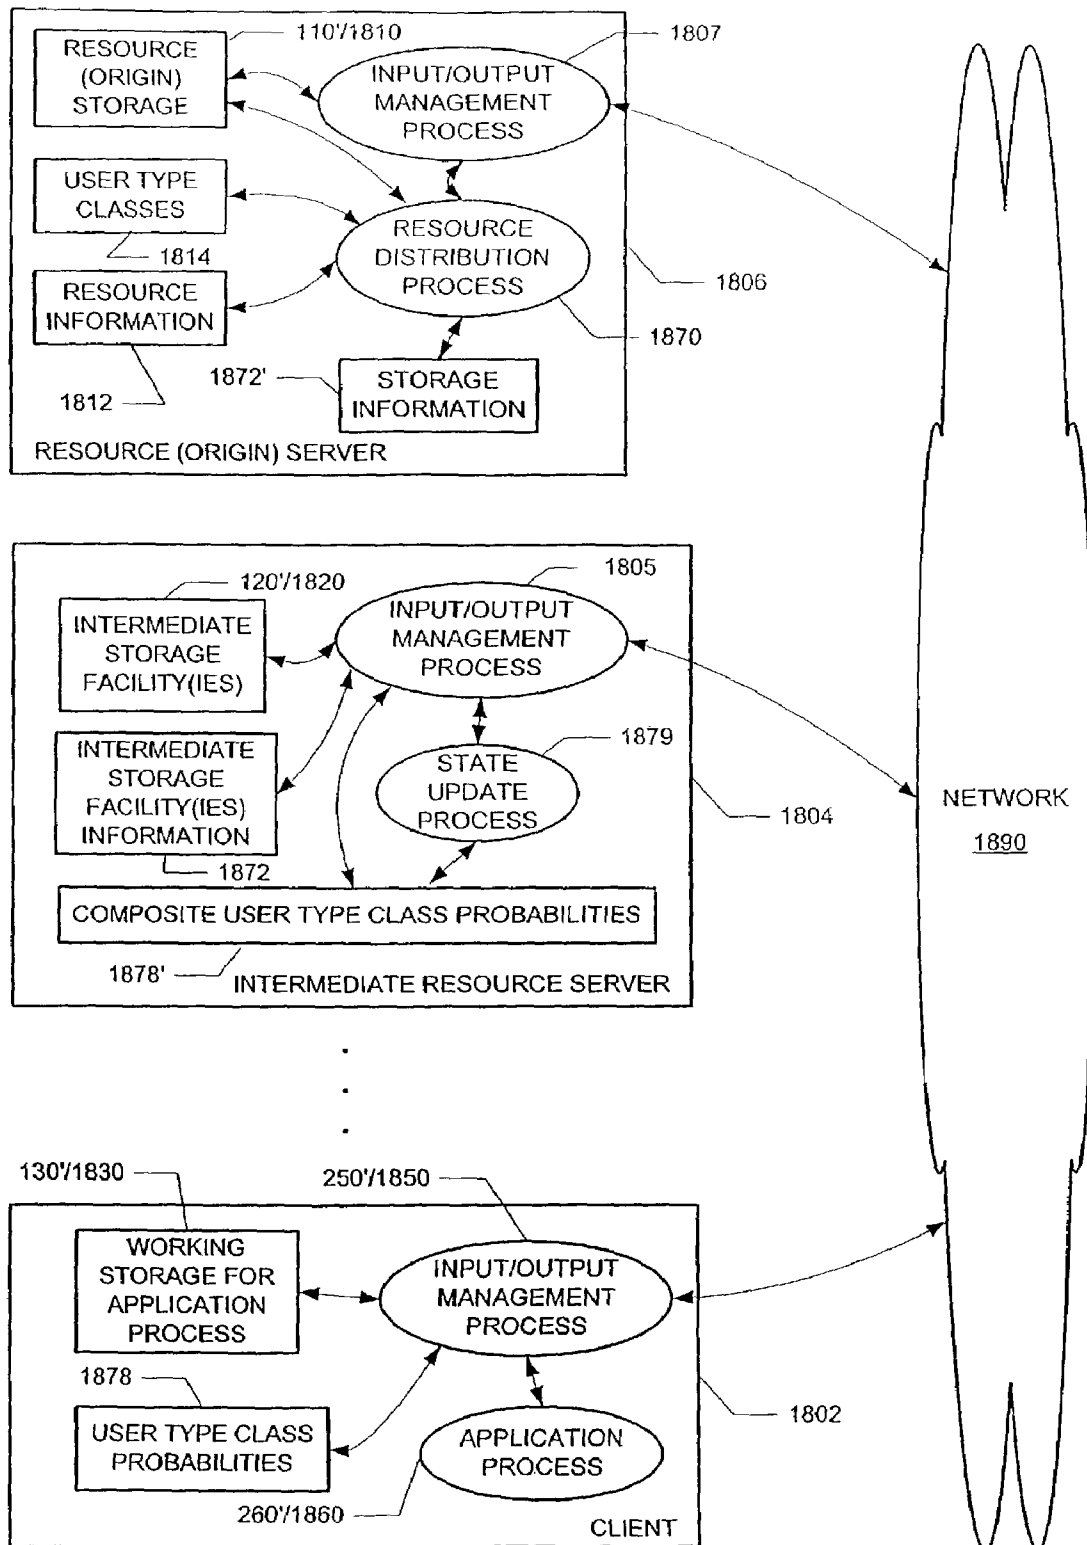 110'/1810
1807
RESOURCE
(ORIGIN)
STORAGE
INPUT/OUTPUT
MANAGEMENT
PROCESS
USER TYPE
CLASSES
1814
RESOURCE
DISTRIBUTION
PROCESS
1806
RESOURCE
INFORMATION
1870
1812
1872'
STORAGE
INFORMATION
RESOURCE (ORIGIN) SERVER
1805
120'/1820
INTERMEDIATE
STORAGE
FACILITY(IES)
INPUT/OUTPUT
MANAGEMENT
PROCESS
1879
INTERMEDIATE
STORAGE
FACILITY(IES)
INFORMATION
STATE
UPDATE
PROCESS
1804
1872
COMPOSITE USER TYPE CLASS PROBABILITIES
1878'
INTERMEDIATE RESOURCE SERVER
NETWORK
1890
130'/1830
250'/1850
WORKING
STORAGE FOR
APPLICATION
PROCESS
INPUT/OUTPUT
MANAGEMENT
PROCESS
1878
1802
USER TYPE CLASS
PROBABILITIES
APPLICATION
PROCESS
260'/1860
CLIENT